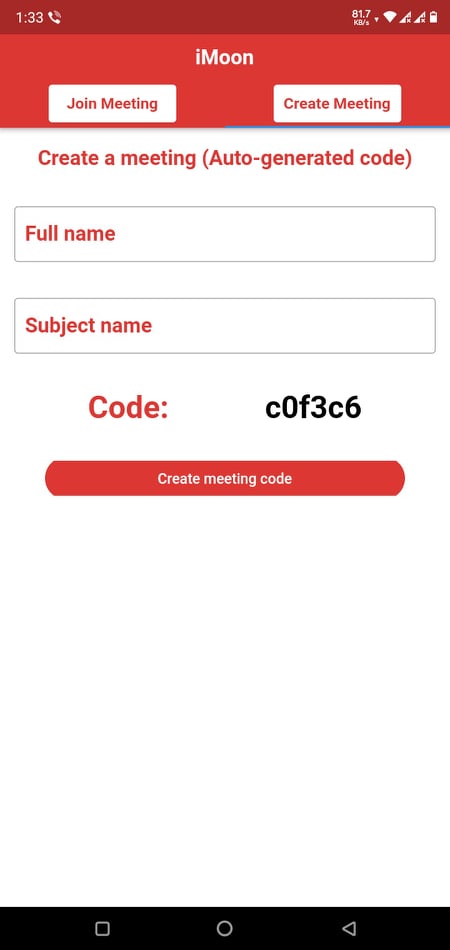 1:33
81.7
KB/s
iMoon
Join Meeting
Create Meeting
Create a meeting (Auto-generated code)
Full name
Subject name
Code: c0f3c6
Create meeting code